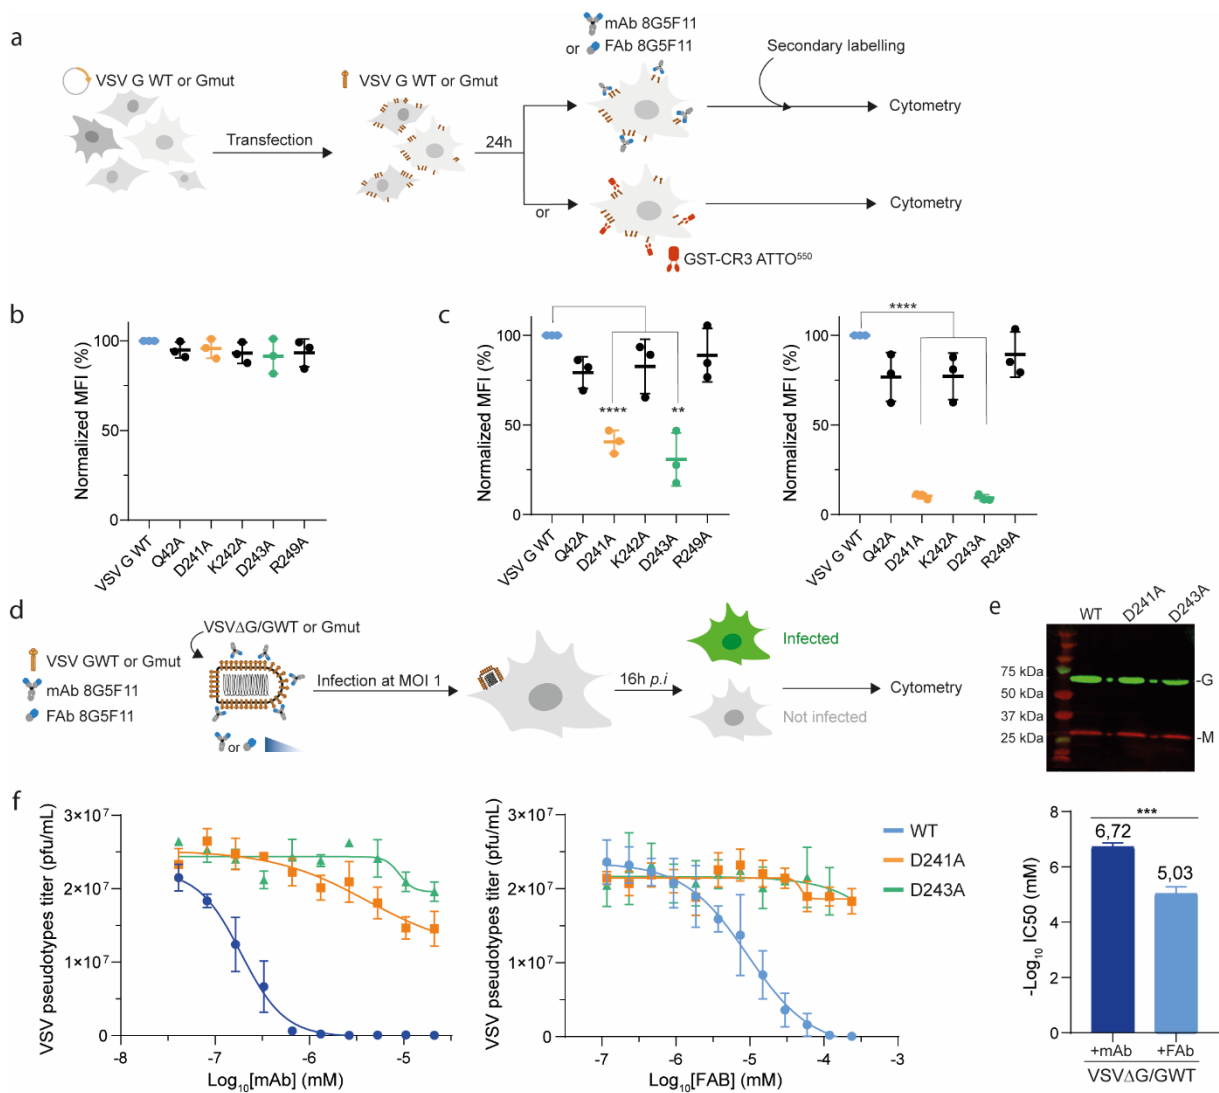 a
VSV G WT or Gmut
Transfection
VSV G WT or Gmut
24h
or
mAb 8G5F11
or FAb 8G5F11
Secondary labelling
Cytometry
Cytometry
GST-CR3 ATTO⁵⁵⁰
b
Normalized MFI (%)
100
50
0
VSV G WT
Q42A
D241A
K242A
D243A
R249A
c
Normalized MFI (%)
100
50
0
****
**
VSV G WT
Q42A
D241A
K242A
D243A
R249A
Normalized MFI (%)
100
50
0
****
VSV G WT
Q42A
D241A
K242A
D243A
R249A
d
VSV GWT or Gmut
mAb 8G5F11
FAb 8G5F11
VSVΔG/GWT or Gmut
or
Infection at MOI 1
16h p.i
Infected
Not infected
Cytometry
e
WT
D241A
D243A
75 kDa
50 kDa
37 kDa
25 kDa
-G
-M
f
VSV pseudotypes titer (pfu/mL)
3×10⁷
2×10⁷
1×10⁷
0
-8
-7
-6
-5
-4
Log₁₀[mAb] (mM)
VSV pseudotypes titer (pfu/mL)
3×10⁷
2×10⁷
1×10⁷
0
-7
-6
-5
-4
-3
Log₁₀[FAB] (mM)
WT
D241A
D243A
-Log₁₀ IC50 (mM)
8
6
4
2
0
***
6,72
5,03
+mAb
+FAb
VSVΔG/GWT